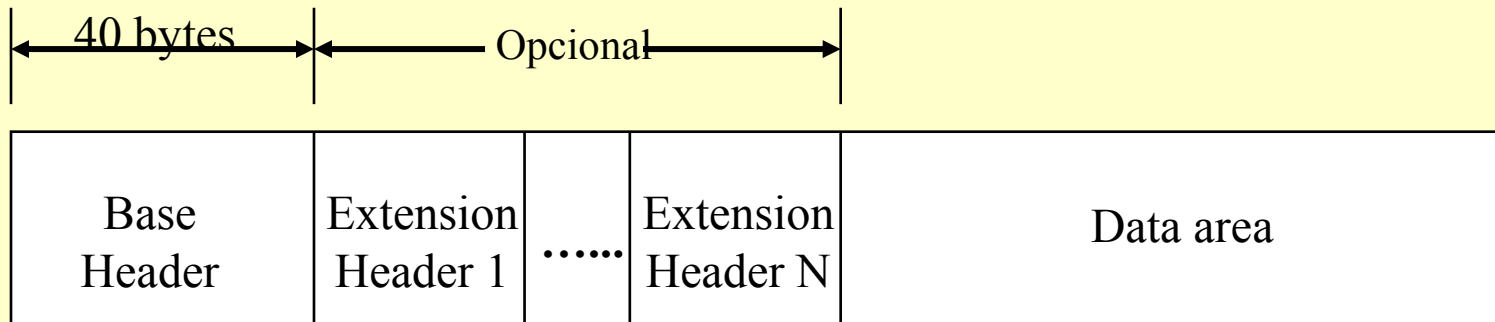 40 bytes
Opcional
Base
Header
Extension
Header 1
…...
Extension
Header N
Data area